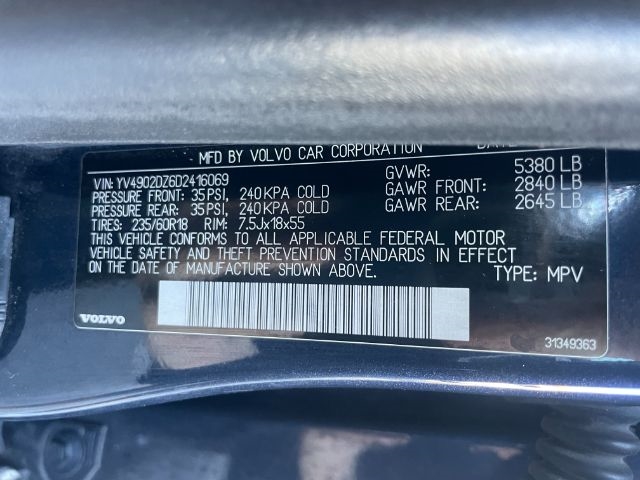 MFD BY VOLVO CAR CORPORATION
VIN: YV4902DZ6D2416069
PRESSURE FRONT: 35PSI, 240KPA COLD
PRESSURE REAR: 35PSI, 240KPA COLD
TIRES: 235/60R18 RIM: 7.5Jx18x55
GVWR: 5380 LB
GAWR FRONT: 2840 LB
GAWR REAR: 2645 LB
THIS VEHICLE CONFORMS TO ALL APPLICABLE FEDERAL MOTOR
VEHICLE SAFETY AND THEFT PREVENTION STANDARDS IN EFFECT
ON THE DATE OF MANUFACTURE SHOWN ABOVE.
TYPE: MPV
VOLVO
31349363